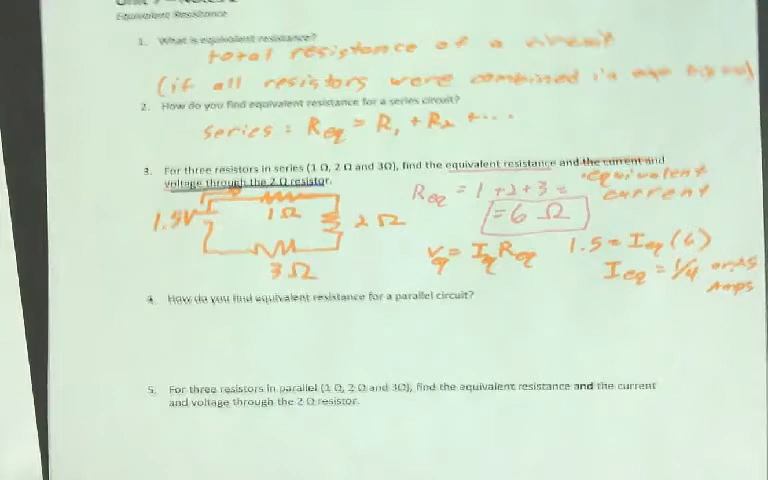 Equivalent Resistance
1. What is equivalent resistance?
total resistance of a circuit
(if all resistors were combined in
2. How do you find equivalent resistance for a series circuit?
series: Req = R1 + R2 + ...
3. For three resistors in series (1 Ω, 2 Ω and 3Ω), find the equivalent resistance and the current and
voltage through the 2 Ω resistor.
equivalent
current
Req = 1+2+3 =
=6 Ω
1.5V
1Ω
2Ω
3Ω
Veq = Ieq Req
1.5 = Ieq (6)
Ieq = 1/4
Amps
4. How do you find equivalent resistance for a parallel circuit?
5. For three resistors in parallel (1 Ω, 2 Ω and 3Ω), find the equivalent resistance and the current
and voltage through the 2 Ω resistor.